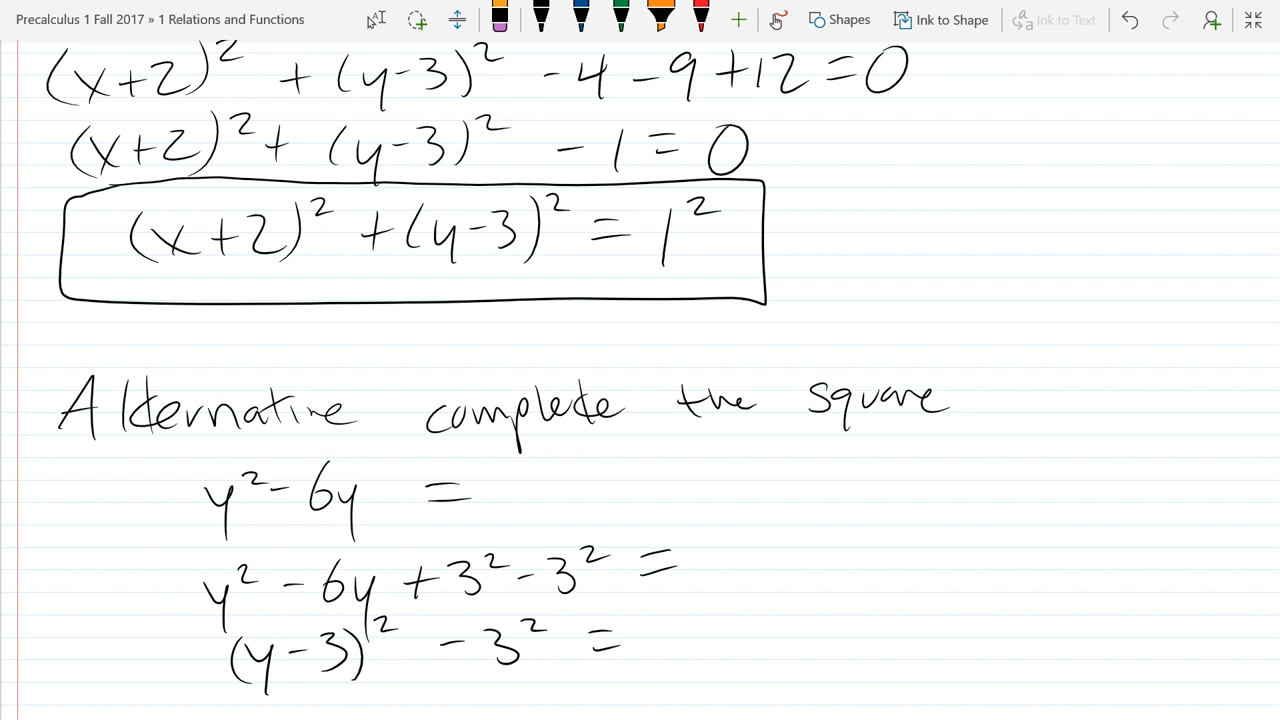 Precalculus 1 Fall 2017 » 1 Relations and Functions
Shapes
Ink to Shape
Ink to Text
(x+2)² + (y-3)² - 4 - 9 + 12 = 0
(x+2)² + (y-3)² - 1 = 0
(x+2)² + (y-3)² = 1²
Alternative complete the square
y² - 6y =
y² - 6y + 3² - 3² =
(y-3)² - 3² =